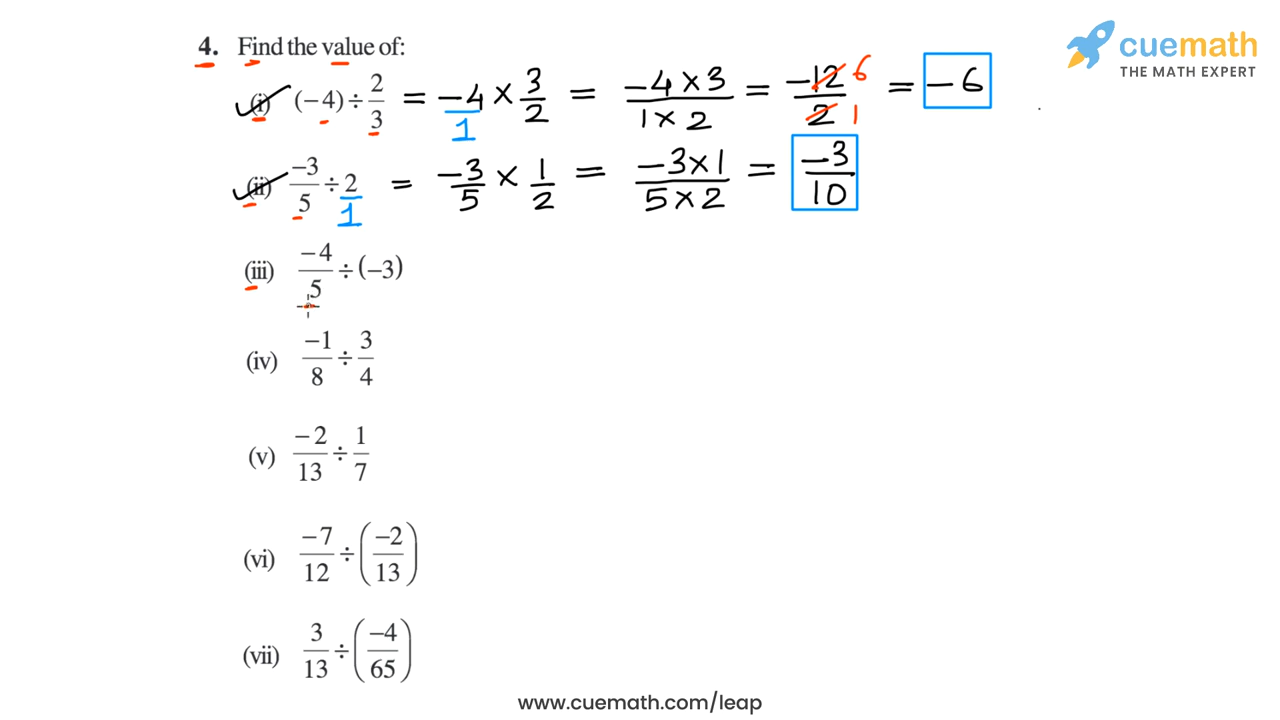 cuemath
THE MATH EXPERT
4. Find the value of:
(i) (−4) ÷ 2/3 = −4/1 × 3/2 = −4 × 3 / 1 × 2 = −12/2 6 1 = −6
(ii) −3/5 ÷ 2/1 = −3/5 × 1/2 = −3 × 1 / 5 × 2 = −3/10
(iii) −4/5 ÷ (−3)
(iv) −1/8 ÷ 3/4
(v) −2/13 ÷ 1/7
(vi) −7/12 ÷ (−2/13)
(vii) 3/13 ÷ (−4/65)
www.cuemath.com/leap